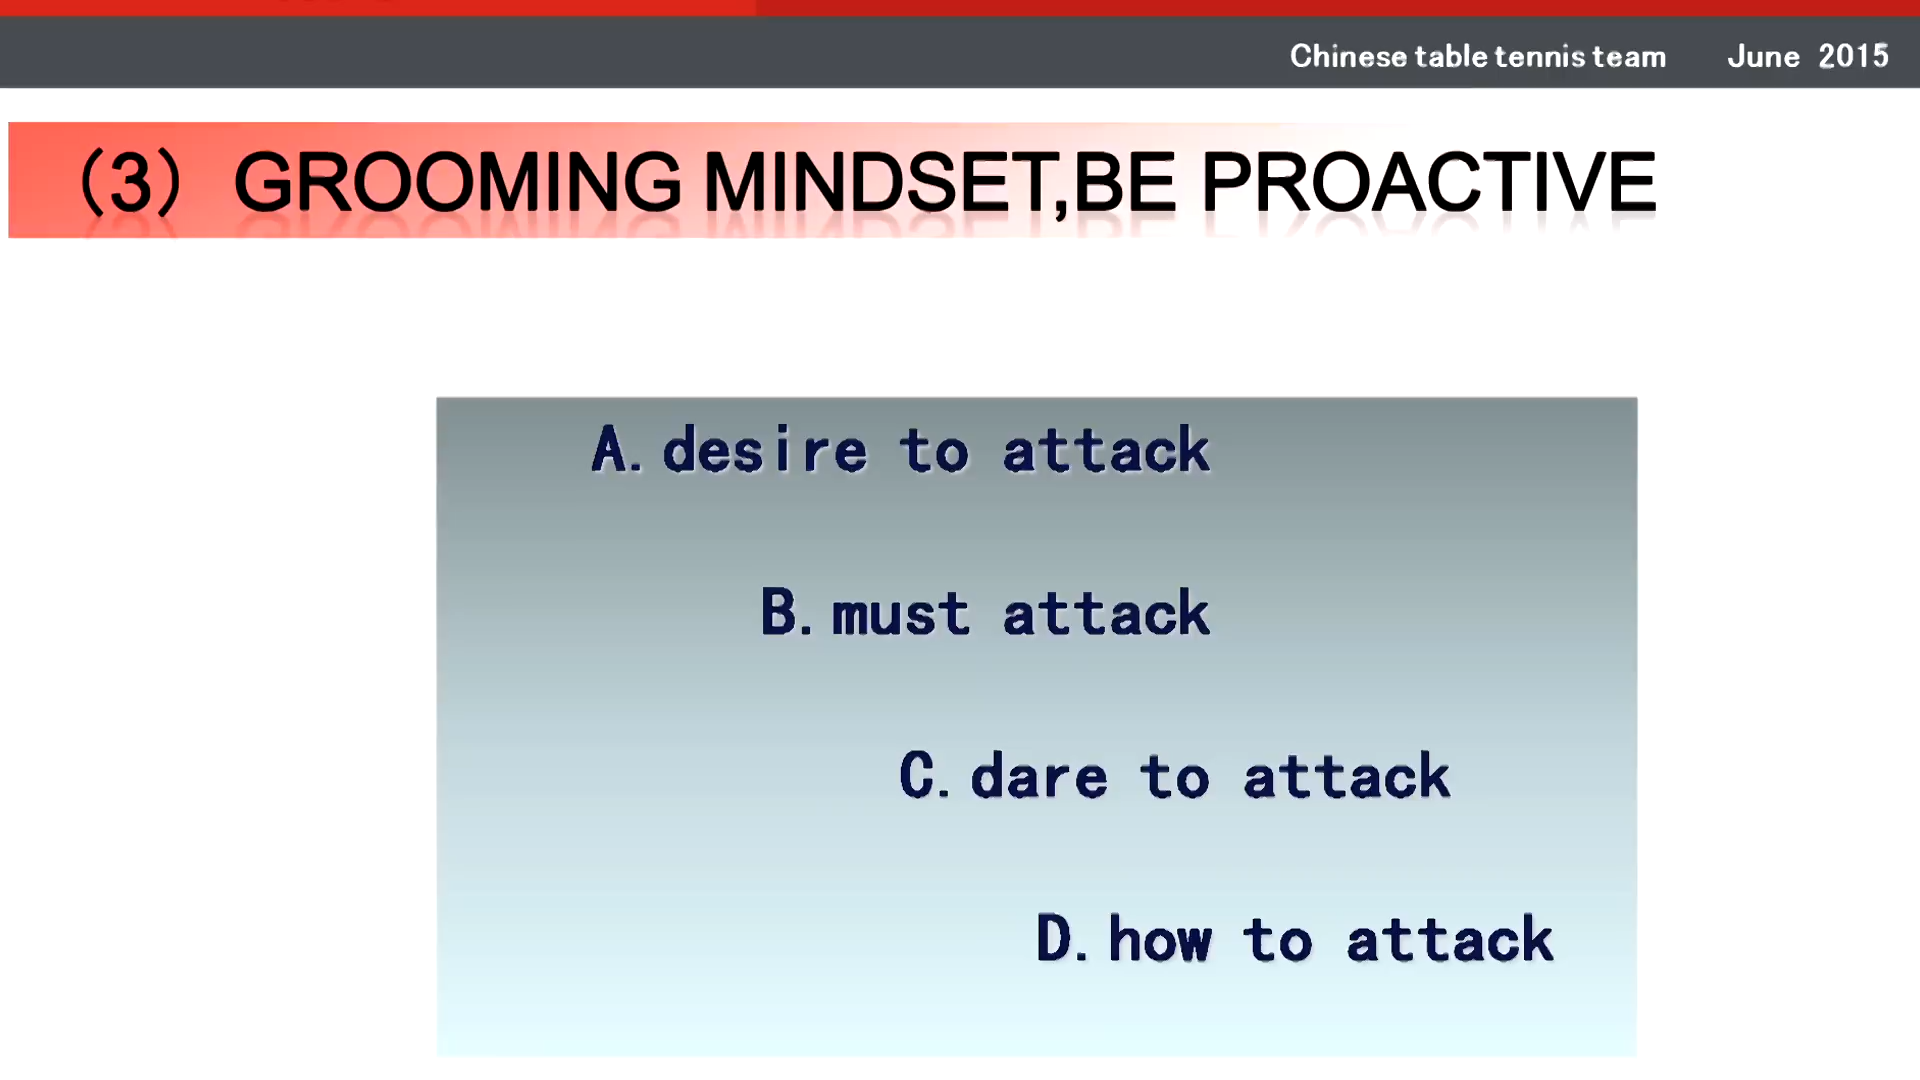 Chinese table tennis team June 2015
（3） GROOMING MINDSET,BE PROACTIVE
A.desire to attack
B.must attack
C.dare to attack
D.how to attack